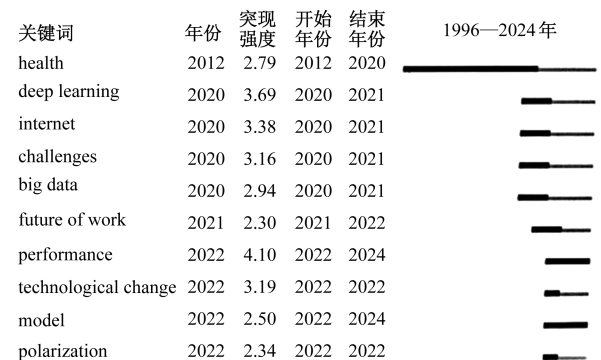 关键词 年份 突现强度 开始年份 结束年份 1996—2024年
health 2012 2.79 2012 2020
deep learning 2020 3.69 2020 2021
internet 2020 3.38 2020 2021
challenges 2020 3.16 2020 2021
big data 2020 2.94 2020 2021
future of work 2021 2.30 2021 2022
performance 2022 4.10 2022 2024
technological change 2022 3.19 2022 2022
model 2022 2.50 2022 2024
polarization 2022 2.34 2022 2022